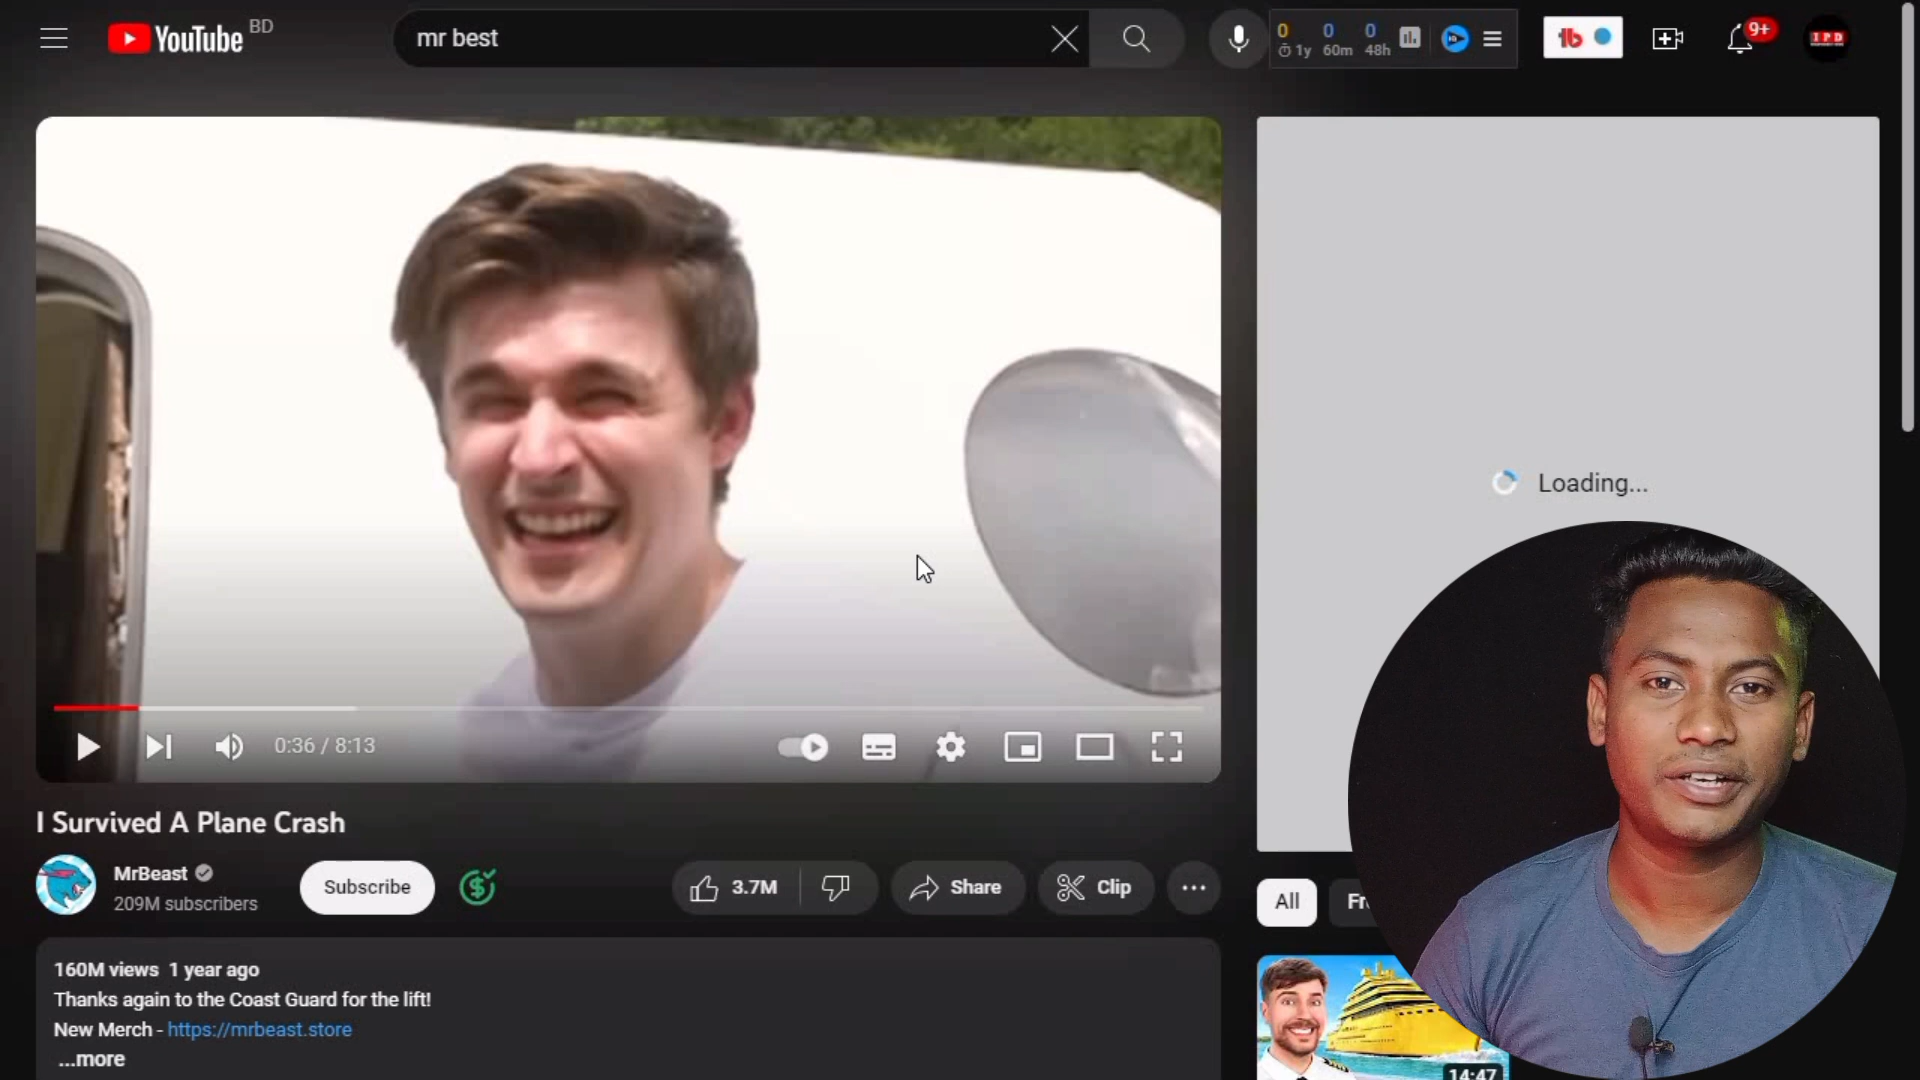 YouTube BD
mr best
0 0 0
1y 60m 48h
tb
9+
IPD
Loading...
0:36 / 8:13
I Survived A Plane Crash
MrBeast
209M subscribers
Subscribe
3.7M
Share
Clip
All
160M views 1 year ago
Thanks again to the Coast Guard for the lift!
New Merch - https://mrbeast.store
...more
14:47